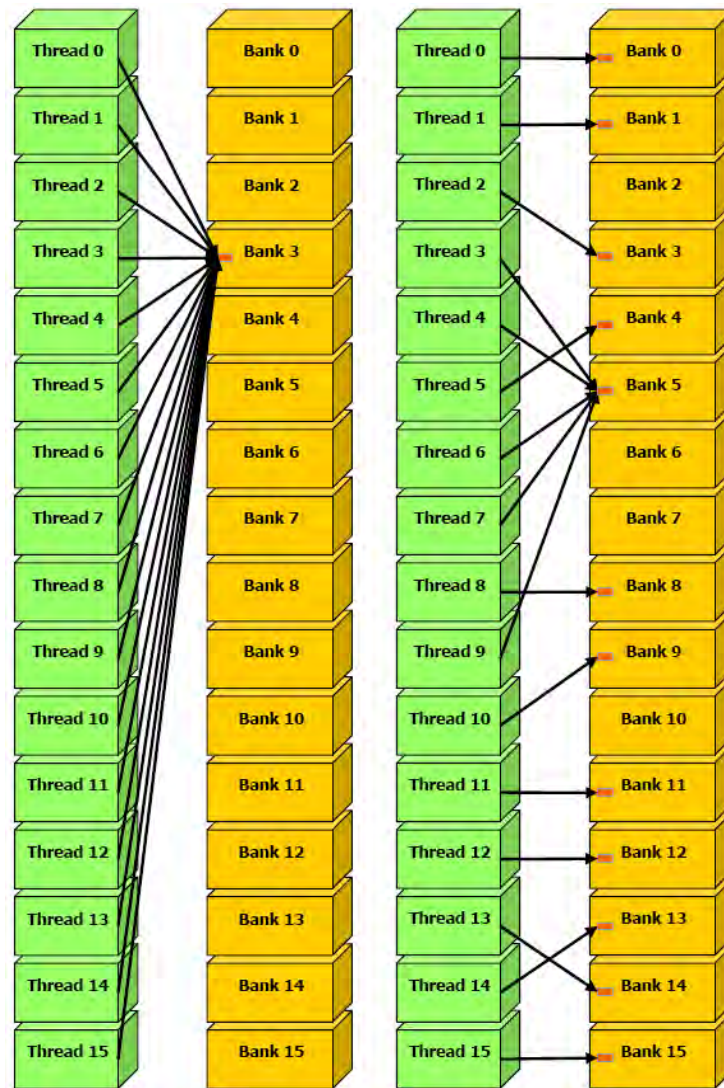 Thread 0 Bank 0 Thread 0 Bank 0
Thread 1 Bank 1 Thread 1 Bank 1
Thread 2 Bank 2 Thread 2 Bank 2
Thread 3 Bank 3 Thread 3 Bank 3
Thread 4 Bank 4 Thread 4 Bank 4
Thread 5 Bank 5 Thread 5 Bank 5
Thread 6 Bank 6 Thread 6 Bank 6
Thread 7 Bank 7 Thread 7 Bank 7
Thread 8 Bank 8 Thread 8 Bank 8
Thread 9 Bank 9 Thread 9 Bank 9
Thread 10 Bank 10 Thread 10 Bank 10
Thread 11 Bank 11 Thread 11 Bank 11
Thread 12 Bank 12 Thread 12 Bank 12
Thread 13 Bank 13 Thread 13 Bank 13
Thread 14 Bank 14 Thread 14 Bank 14
Thread 15 Bank 15 Thread 15 Bank 15